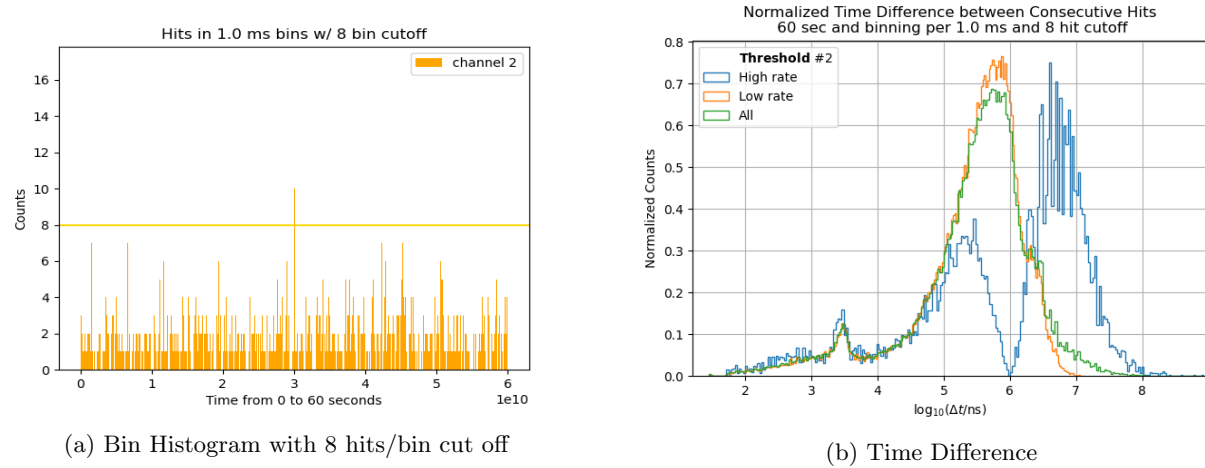 Hits in 1.0 ms bins w/ 8 bin cutoff
channel 2
16
14
12
10
8
6
4
2
0
Counts
0
1
2
3
4
5
6
1e10
Time from 0 to 60 seconds
(a) Bin Histogram with 8 hits/bin cut off
Normalized Time Difference between Consecutive Hits
60 sec and binning per 1.0 ms and 8 hit cutoff
Threshold #2
High rate
Low rate
All
0.8
0.7
0.6
0.5
0.4
0.3
0.2
0.1
0.0
Normalized Counts
2
3
4
5
6
7
8
log₁₀(Δt/ns)
(b) Time Difference